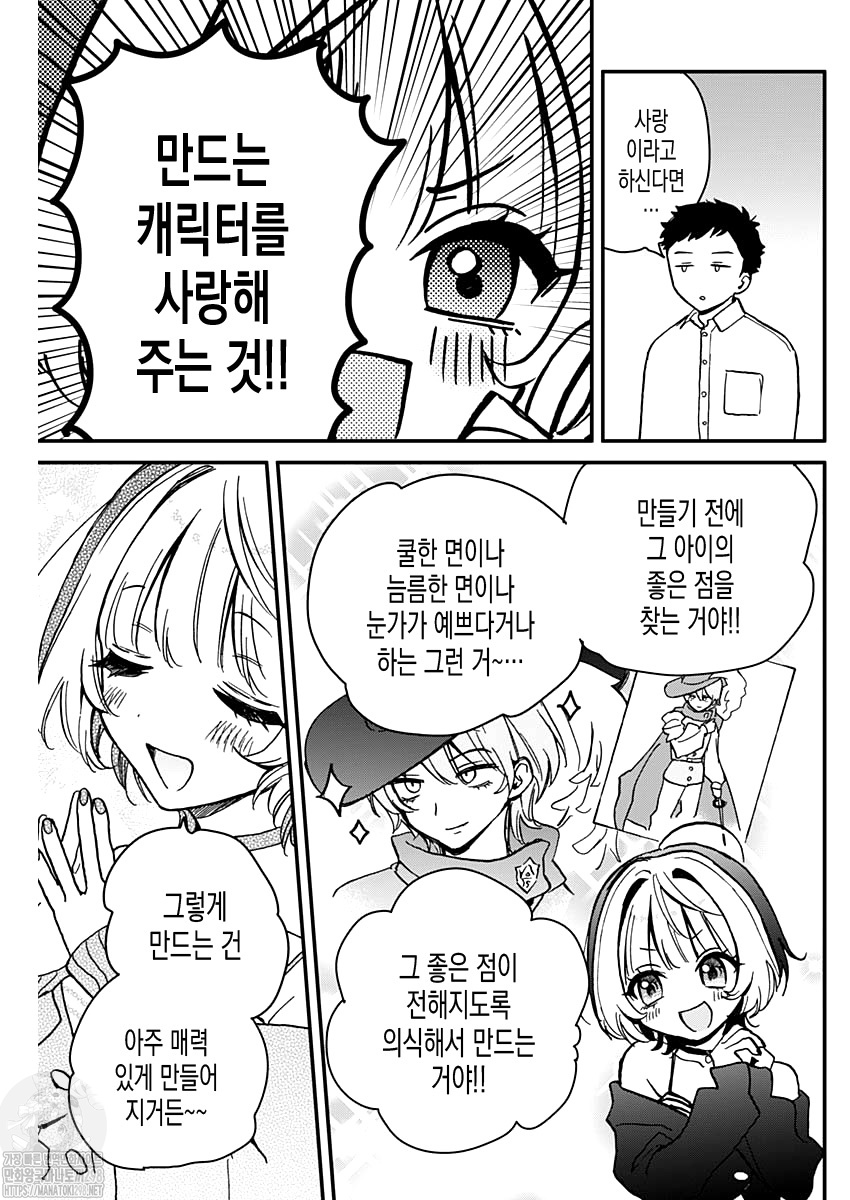 만드는
캐릭터를
사랑해
주는 것!!
사랑
이라고
하신다면
…
만들기 전에
그 아이의
좋은 점을
찾는 거야!!
쿨한 면이나
늠름한 면이나
눈가가 예쁘다거나
하는 그런 거~…
그 좋은 점이
전해지도록
의식해서 만드는
거야!!
그렇게
만드는 건
아주 매력
있게 만들어
지거든~~
HTTPS://MANATOKI298.NET